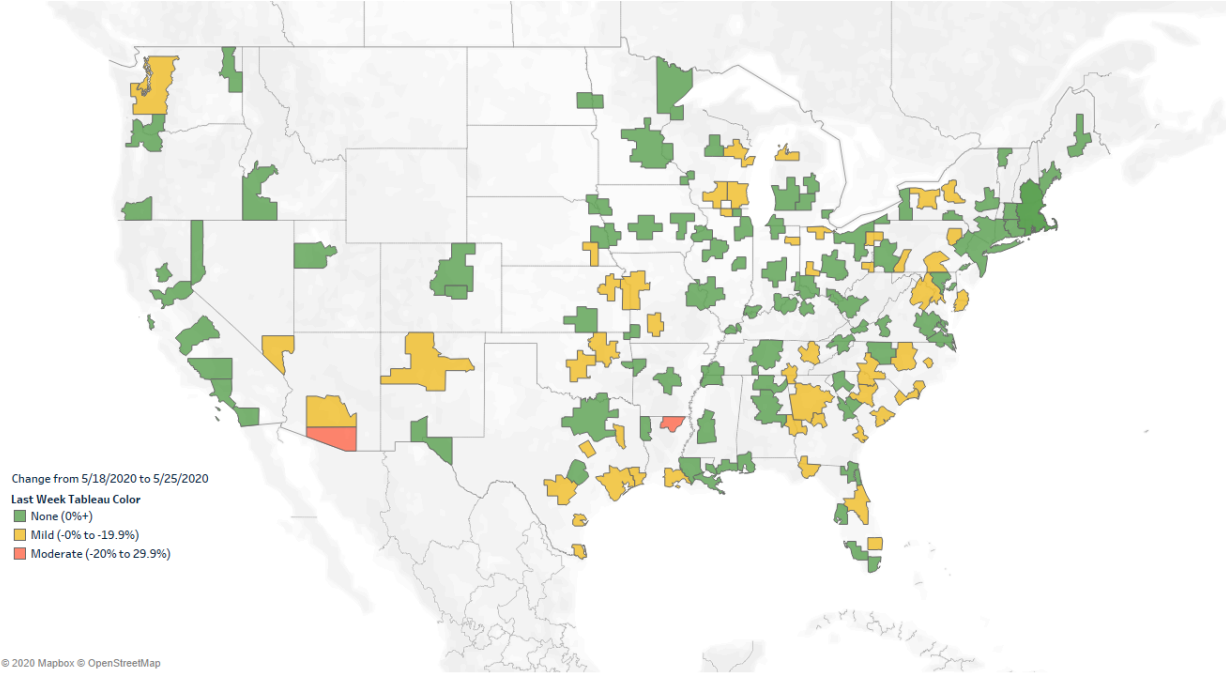 Change from 5/18/2020 to 5/25/2020
Last Week Tableau Color
None (0%+)
Mild (-0% to -19.9%)
Moderate (-20% to 29.9%)
© 2020 Mapbox © OpenStreetMap